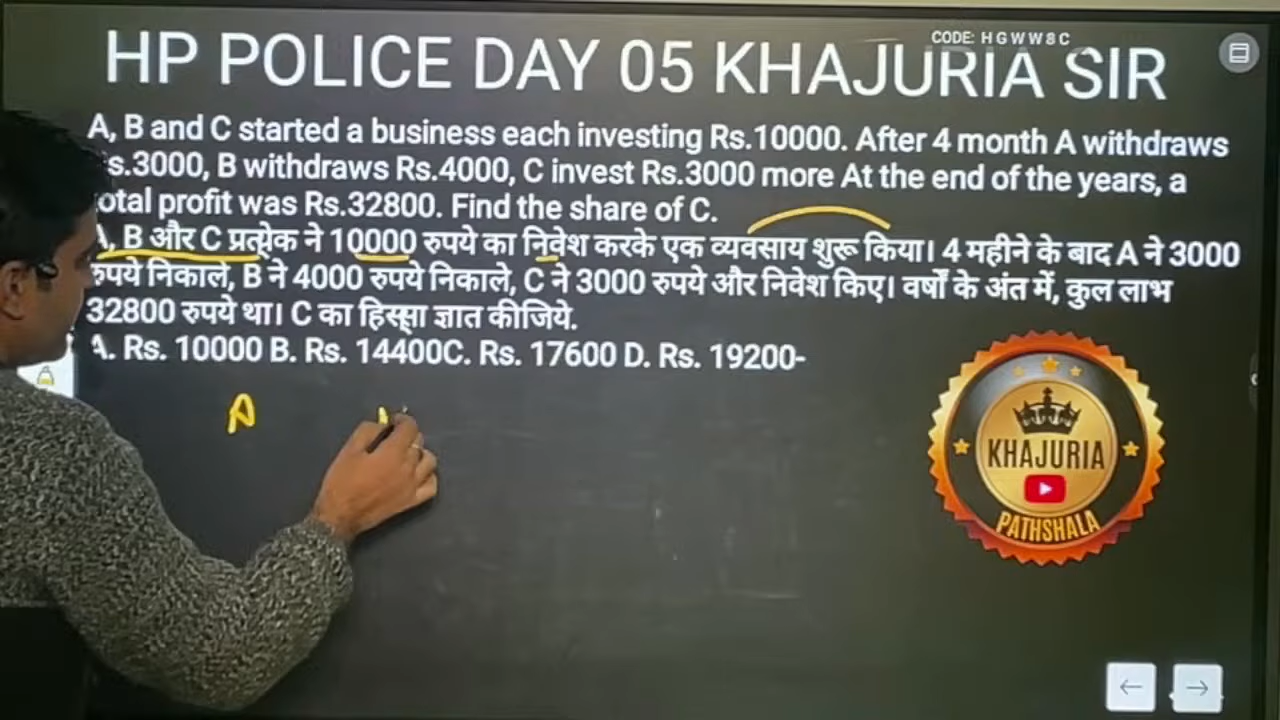 CODE: HGWW8C
HP POLICE DAY 05 KHAJURIA SIR
A, B and C started a business each investing Rs.10000. After 4 month A withdraws
s.3000, B withdraws Rs.4000, C invest Rs.3000 more At the end of the years, a
otal profit was Rs.32800. Find the share of C.
A, B और C प्रत्येक ने 10000 रुपये का निवेश करके एक व्यवसाय शुरू किया। 4 महीने के बाद A ने 3000
रुपये निकाले, B ने 4000 रुपये निकाले, C ने 3000 रुपये और निवेश किए। वर्षों के अंत में, कुल लाभ
32800 रुपये था। C का हिस्सा ज्ञात कीजिये.
A. Rs. 10000 B. Rs. 14400C. Rs. 17600 D. Rs. 19200-
A
KHAJURIA
PATHSHALA